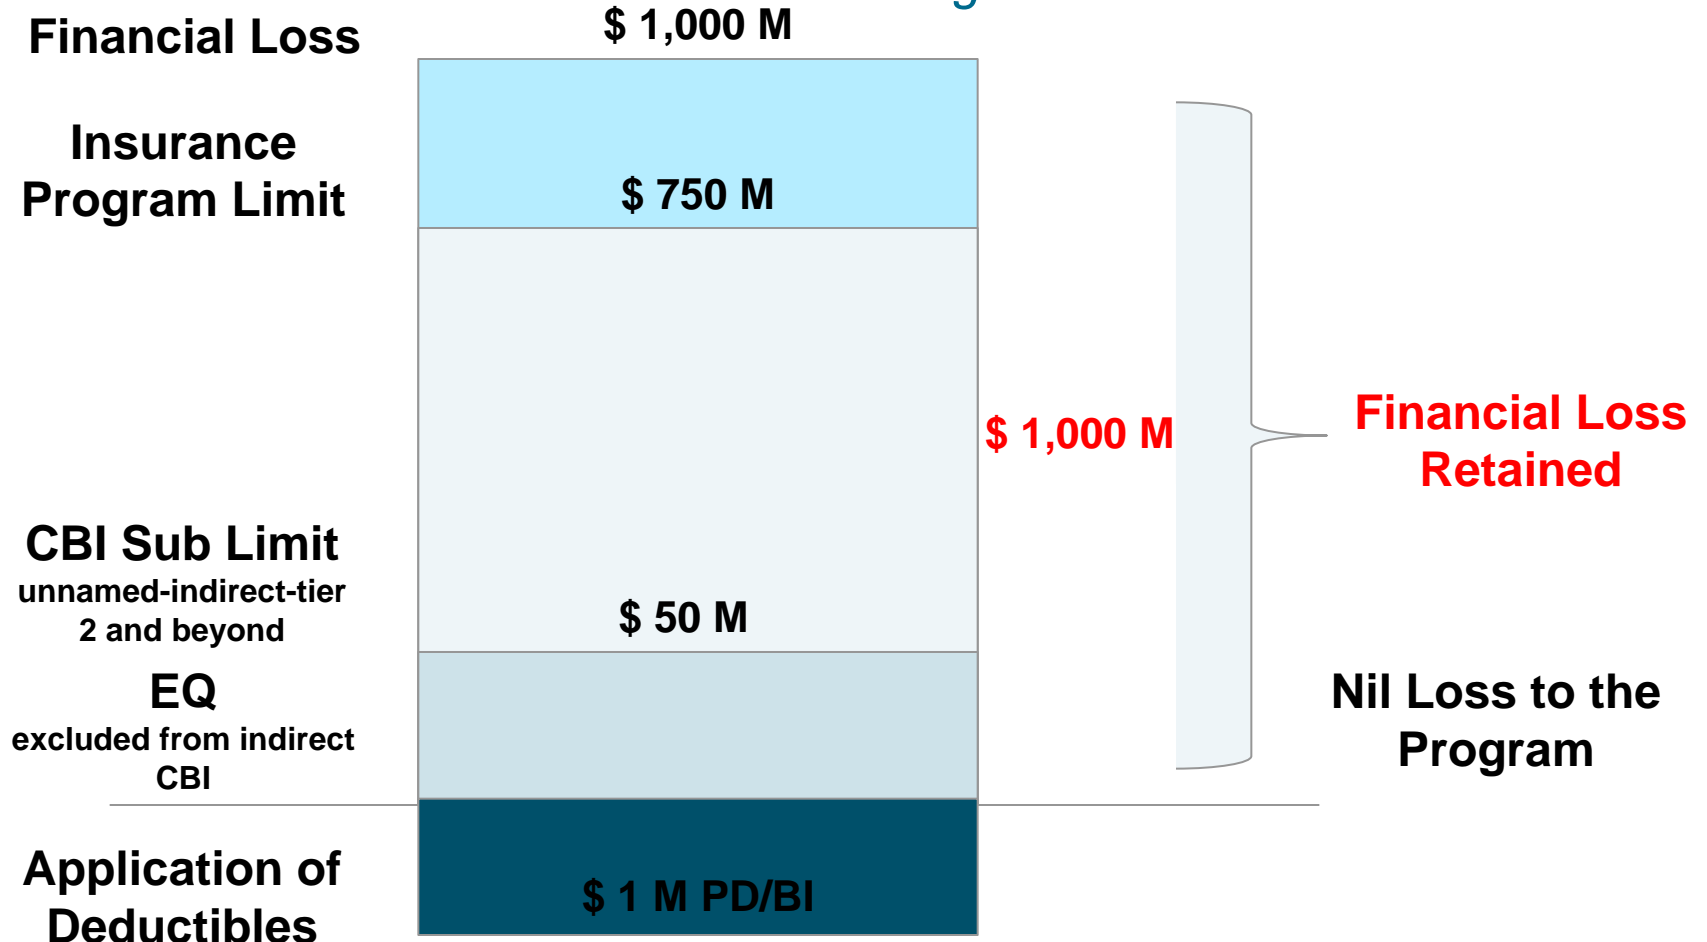 Financial Loss
$ 1,000 M
Insurance
Program Limit
$ 750 M
$ 1,000 M
Financial Loss
Retained
CBI Sub Limit
unnamed-indirect-tier
2 and beyond
$ 50 M
EQ
excluded from indirect
CBI
Nil Loss to the
Program
Application of
Deductibles
$ 1 M PD/BI